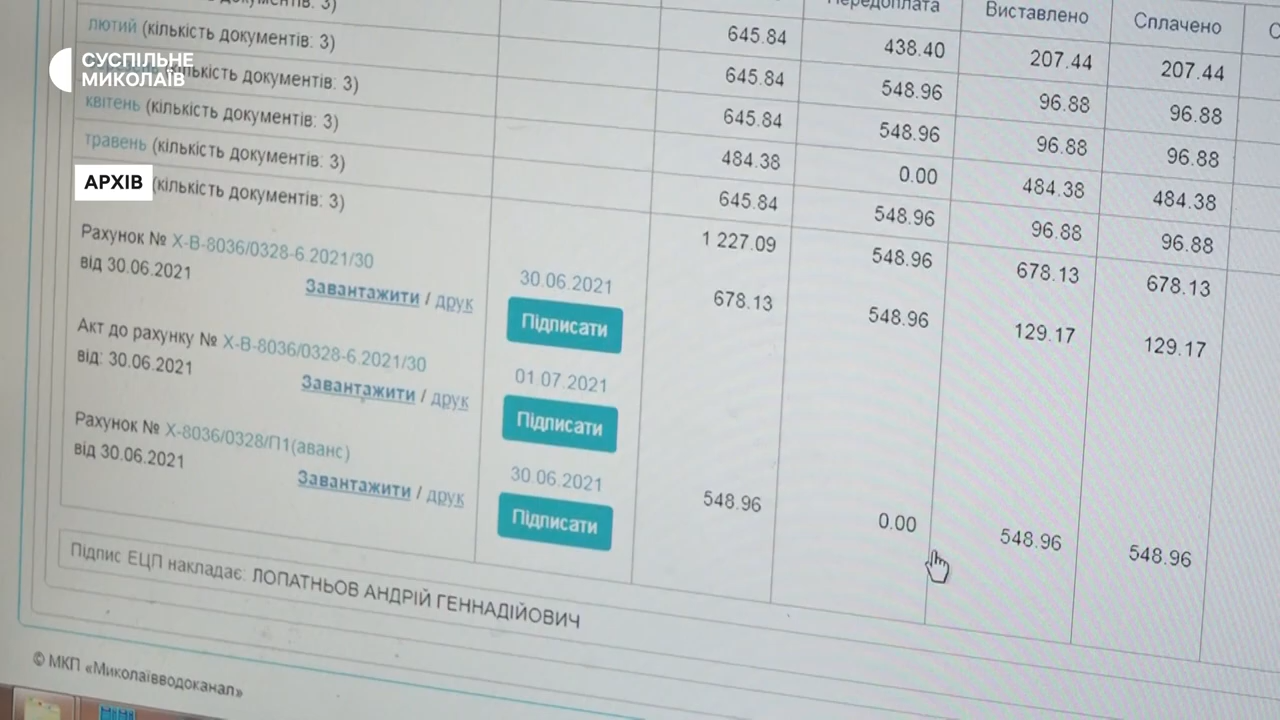 Передоплата Виставлено Сплачено
СУСПІЛЬНЕ
МИКОЛАЇВ
АРХІВ
(кількість документів: 3)
лютий (кількість документів: 3) 645.84 438.40 207.44 207.44
(кількість документів: 3) 645.84 548.96 96.88 96.88
квітень (кількість документів: 3) 645.84 548.96 96.88 96.88
травень (кількість документів: 3) 484.38 0.00 484.38 484.38
(кількість документів: 3) 645.84 548.96 96.88 96.88
1 227.09 548.96 678.13 678.13
Рахунок № Х-В-8036/0328-6.2021/30
від 30.06.2021
Завантажити / друк
30.06.2021
Підписати
678.13 548.96 129.17 129.17
Акт до рахунку № Х-В-8036/0328-6.2021/30
від: 30.06.2021
Завантажити / друк
01.07.2021
Підписати
Рахунок № Х-8036/0328/П1(аванс)
від 30.06.2021
Завантажити / друк
30.06.2021
Підписати
548.96 0.00 548.96 548.96
Підпис ЕЦП накладає: ЛОПАТНЬОВ АНДРІЙ ГЕННАДІЙОВИЧ
© МКП «Миколаївводоканал»